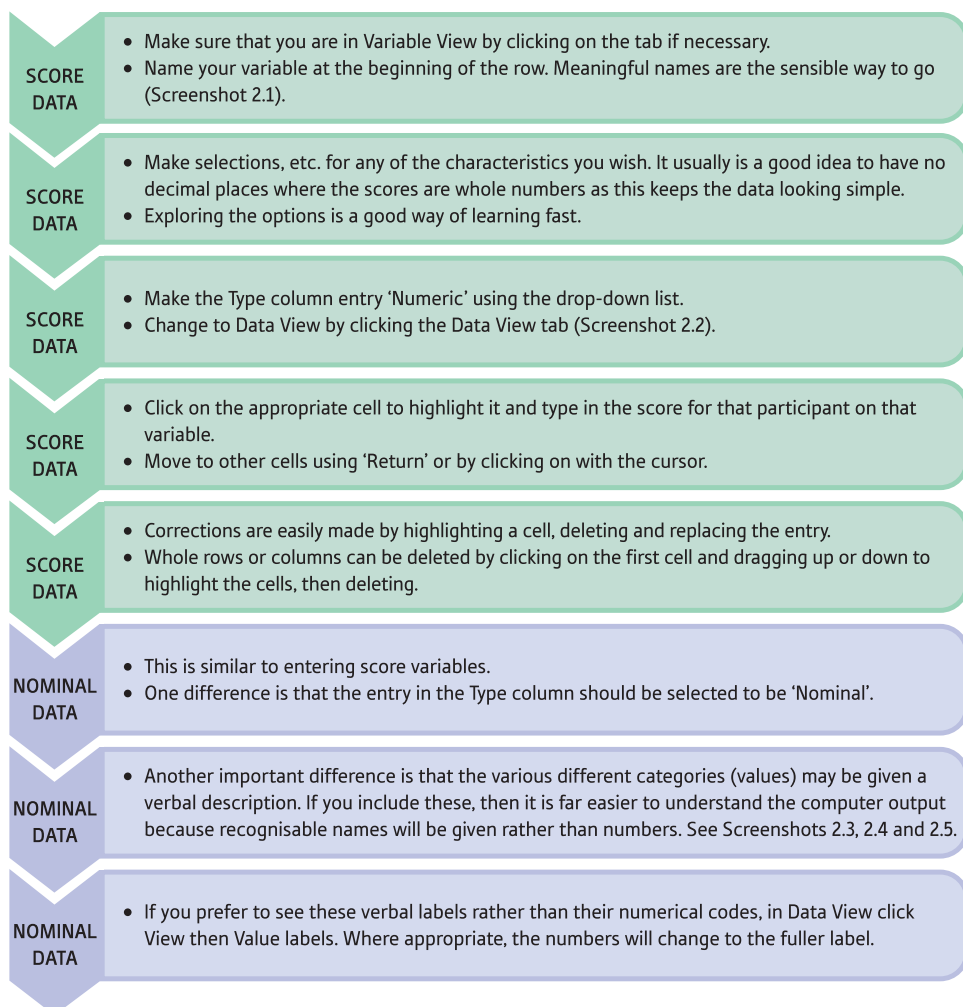 SCORE
DATA
• Make sure that you are in Variable View by clicking on the tab if necessary.
• Name your variable at the beginning of the row. Meaningful names are the sensible way to go
(Screenshot 2.1).
SCORE
DATA
• Make selections, etc. for any of the characteristics you wish. It usually is a good idea to have no
decimal places where the scores are whole numbers as this keeps the data looking simple.
• Exploring the options is a good way of learning fast.
SCORE
DATA
• Make the Type column entry ‘Numeric’ using the drop-down list.
• Change to Data View by clicking the Data View tab (Screenshot 2.2).
SCORE
DATA
• Click on the appropriate cell to highlight it and type in the score for that participant on that
variable.
• Move to other cells using ‘Return’ or by clicking on with the cursor.
SCORE
DATA
• Corrections are easily made by highlighting a cell, deleting and replacing the entry.
• Whole rows or columns can be deleted by clicking on the first cell and dragging up or down to
highlight the cells, then deleting.
NOMINAL
DATA
• This is similar to entering score variables.
• One difference is that the entry in the Type column should be selected to be ‘Nominal’.
NOMINAL
DATA
• Another important difference is that the various different categories (values) may be given a
verbal description. If you include these, then it is far easier to understand the computer output
because recognisable names will be given rather than numbers. See Screenshots 2.3, 2.4 and 2.5.
NOMINAL
DATA
• If you prefer to see these verbal labels rather than their numerical codes, in Data View click
View then Value labels. Where appropriate, the numbers will change to the fuller label.